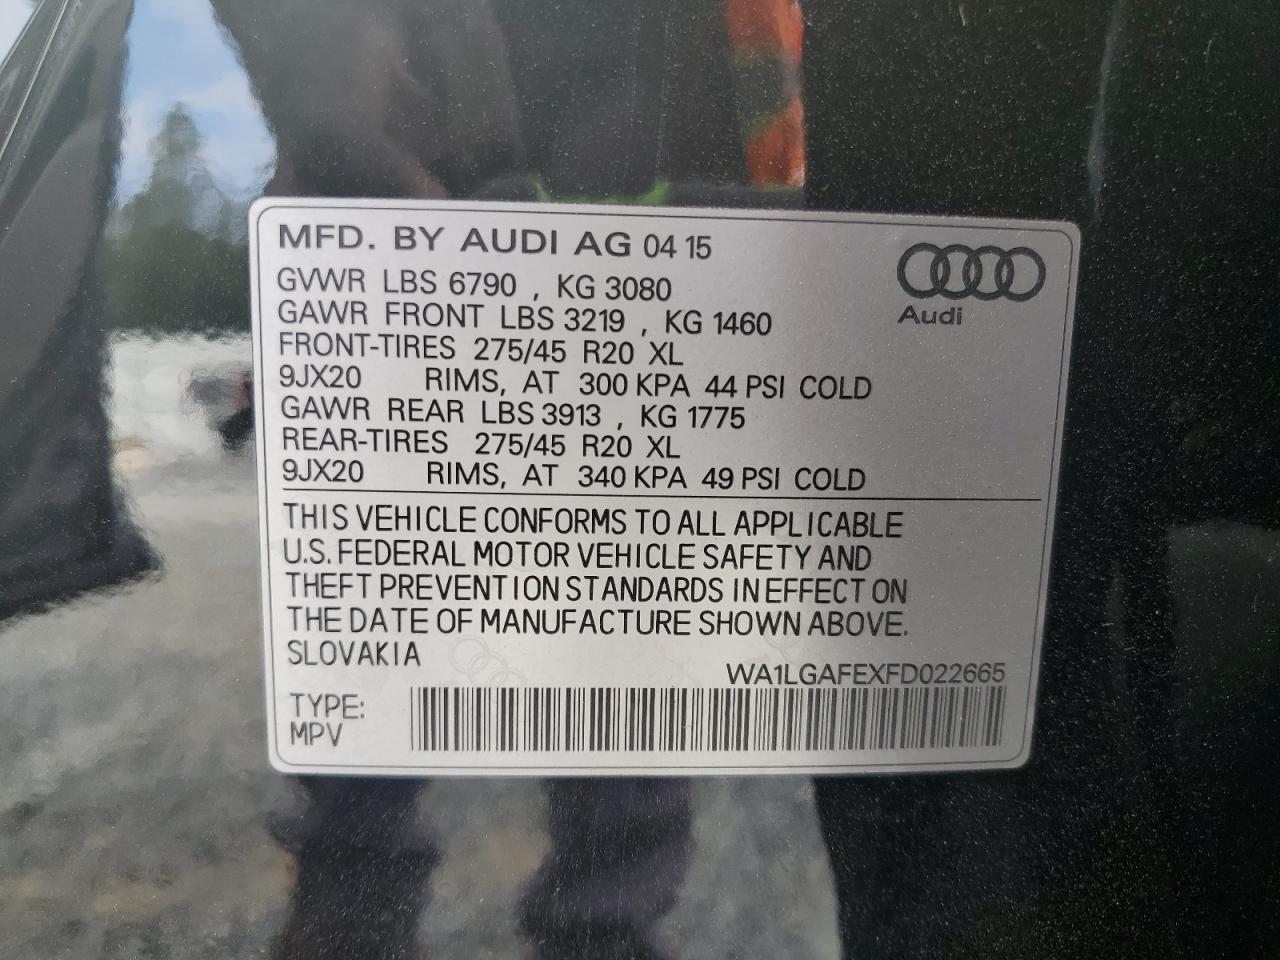 MFD. BY AUDI AG 04 15
GVWR LBS 6790 , KG 3080
GAWR FRONT LBS 3219 , KG 1460
FRONT-TIRES 275/45 R20 XL
9JX20 RIMS, AT 300 KPA 44 PSI COLD
GAWR REAR LBS 3913 , KG 1775
REAR-TIRES 275/45 R20 XL
9JX20 RIMS, AT 340 KPA 49 PSI COLD
Audi
THIS VEHICLE CONFORMS TO ALL APPLICABLE
U.S. FEDERAL MOTOR VEHICLE SAFETY AND
THEFT PREVENTION STANDARDS IN EFFECT ON
THE DATE OF MANUFACTURE SHOWN ABOVE.
SLOVAKIA
WA1LGAFEXFD022665
TYPE:
MPV